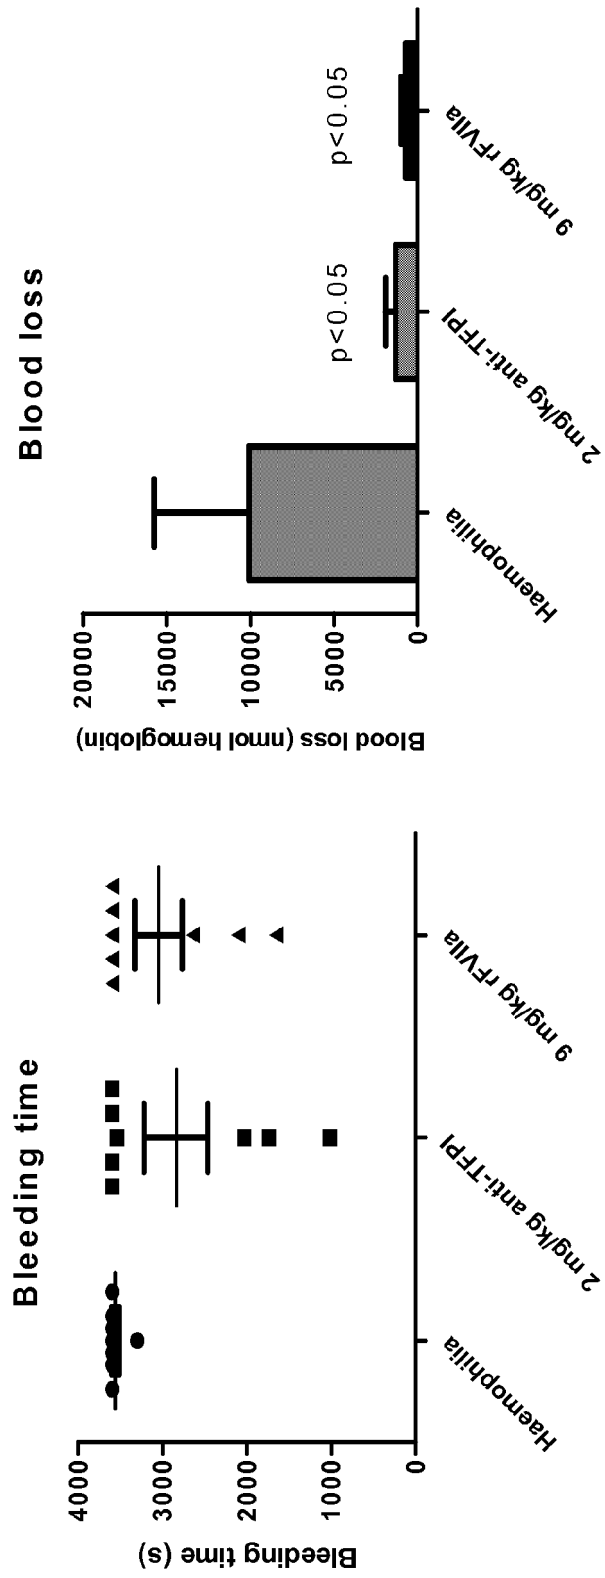 Bleeding time
Bleeding time (s)
4000
3000
2000
1000
0
Haemophilia
2 mg/kg anti-TFPI
9 mg/kg rFVIIa
Blood loss
Blood loss (nmol hemoglobin)
20000
15000
10000
5000
0
p<0.05
p<0.05
Haemophilia
2 mg/kg anti-TFPI
9 mg/kg rFVIIa